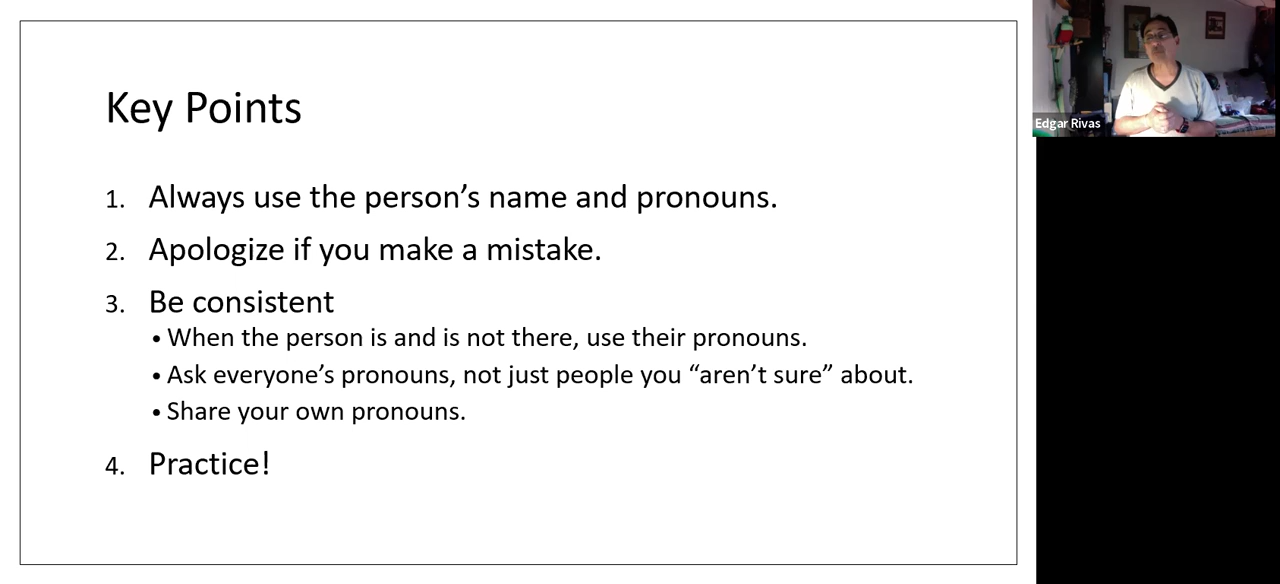 Key Points
1. Always use the person’s name and pronouns.
2. Apologize if you make a mistake.
3. Be consistent
• When the person is and is not there, use their pronouns.
• Ask everyone’s pronouns, not just people you “aren’t sure” about.
• Share your own pronouns.
4. Practice!
Edgar Rivas